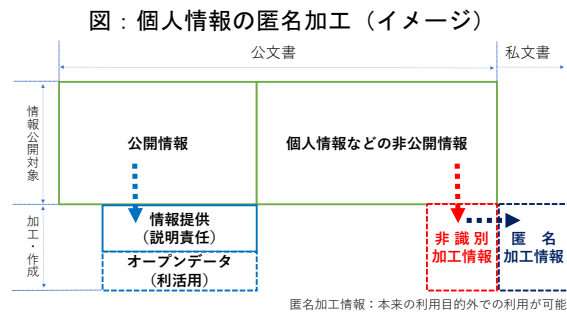 図：個人情報の匿名加工（イメージ）
公文書
私文書
情報公開対象
公開情報
個人情報などの非公開情報
加工・作成
情報提供
（説明責任）
オープンデータ
（利活用）
非識別
加工情報
匿　名
加工情報
匿名加工情報：本来の利用目的外での利用が可能